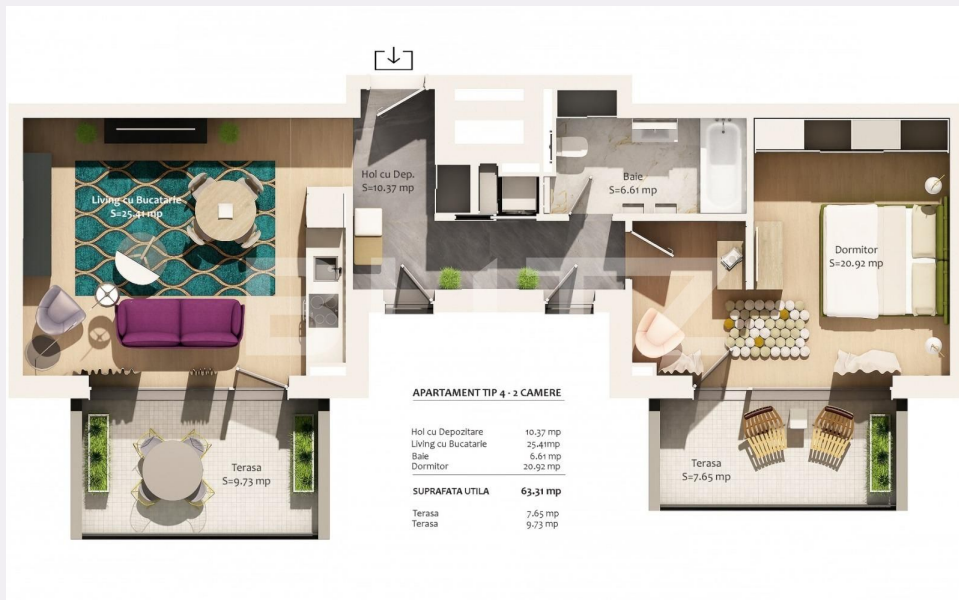 Hol cu Dep.
S=10.37 mp
Baie
S=6.61 mp
Living cu Bucatarie
S=25.41 mp
Dormitor
S=20.92 mp
Terasa
S=9.73 mp
Terasa
S=7.65 mp
APARTAMENT TIP 4 - 2 CAMERE
Hol cu Depozitare 10.37 mp
Living cu Bucatarie 25.41mp
Baie 6.61 mp
Dormitor 20.92 mp
SUPRAFATA UTILA 63.31 mp
Terasa 7.65 mp
Terasa 9.73 mp